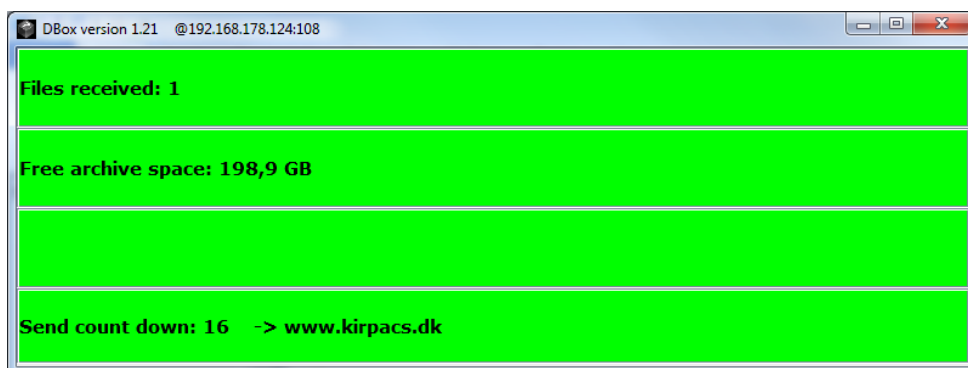 DBox version 1.21 @192.168.178.124:108
Files received: 1
Free archive space: 198,9 GB
Send count down: 16 -> www.kirpacs.dk